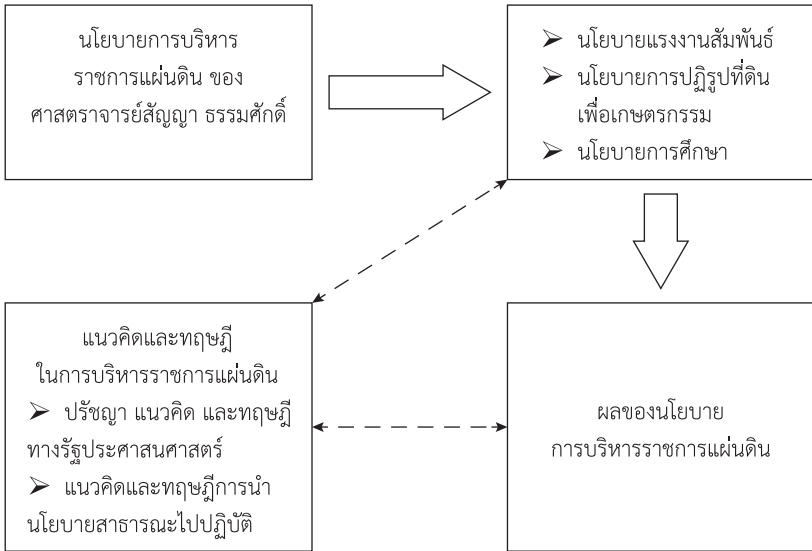 นโยบายการบริหาร
ราชการแผ่นดิน ของ
ศาสตราจารย์สัญญา ธรรมศักดิ์
➢ นโยบายแรงงานสัมพันธ์
➢ นโยบายการปฏิรูปที่ดิน
เพื่อเกษตรกรรม
➢ นโยบายการศึกษา
แนวคิดและทฤษฎี
ในการบริหารราชการแผ่นดิน
➢ ปรัชญา แนวคิด และทฤษฎี
ทางรัฐประศาสนศาสตร์
➢ แนวคิดและทฤษฎีการนำ
นโยบายสาธารณะไปปฏิบัติ
ผลของนโยบาย
การบริหารราชการแผ่นดิน